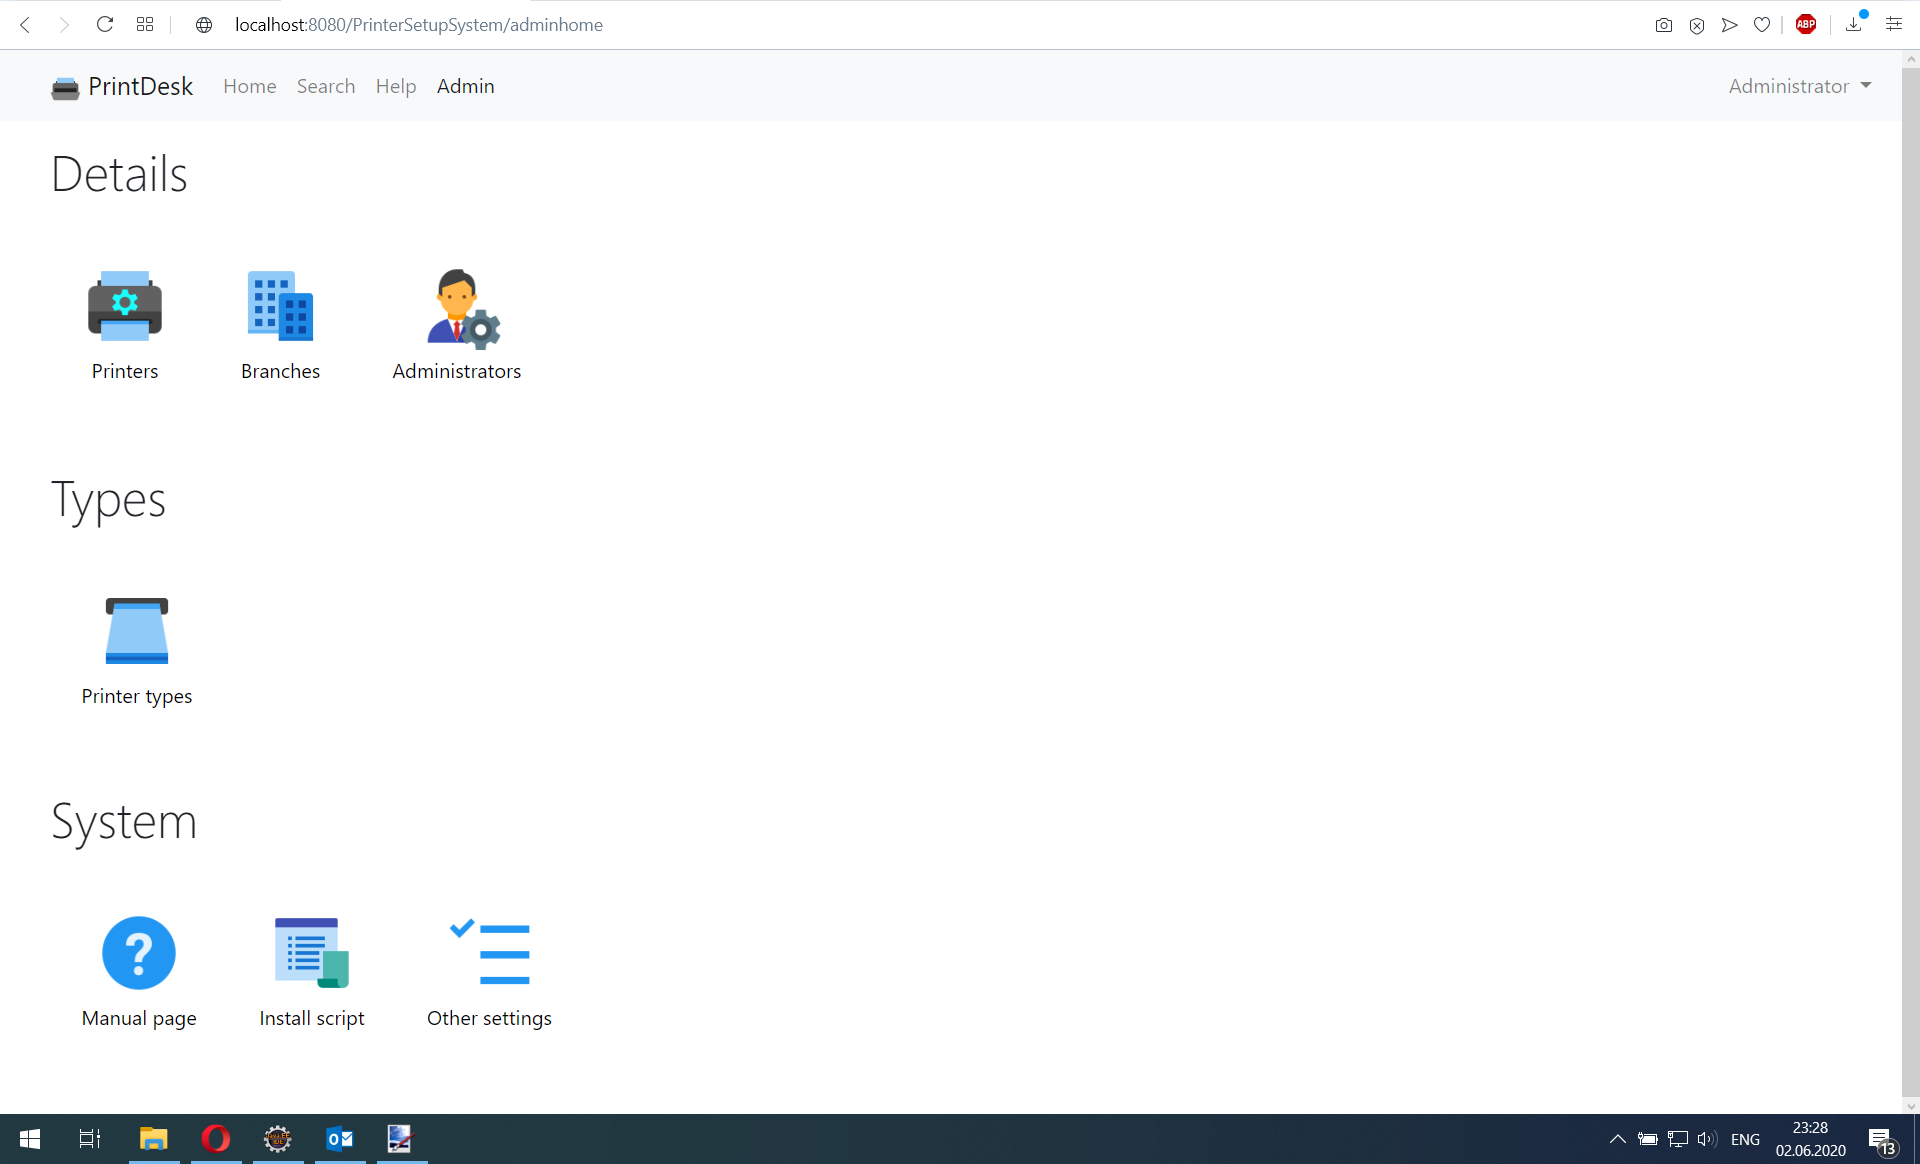 localhost:8080/PrinterSetupSystem/adminhome
ABP
PrintDesk Home Search Help Admin Administrator
Details
Printers Branches Administrators
Types
Printer types
System
?
Manual page Install script Other settings
ENG
23:28
02.06.2020
13